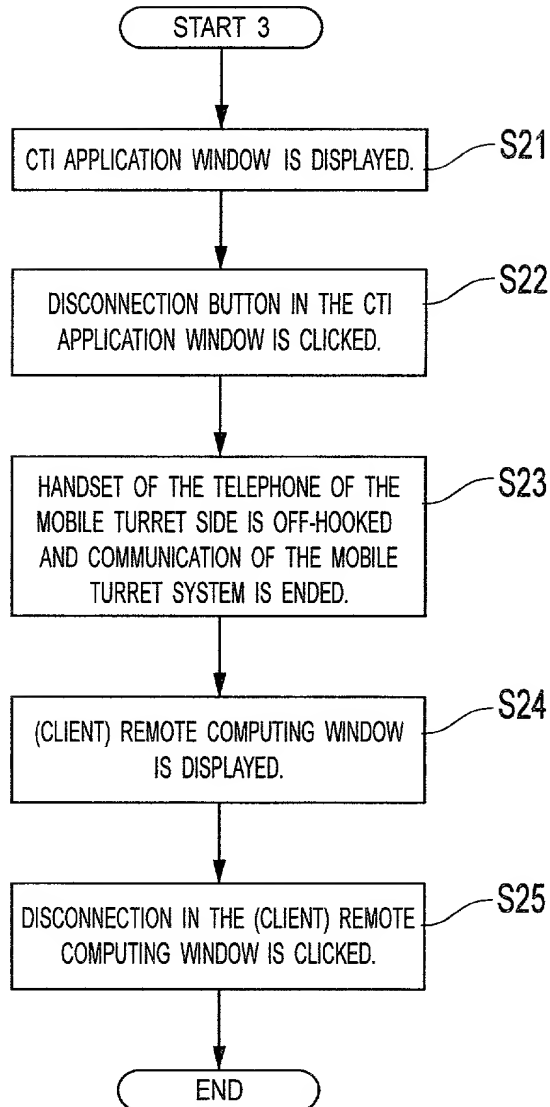 START 3
CTI APPLICATION WINDOW IS DISPLAYED.
S21
DISCONNECTION BUTTON IN THE CTI
APPLICATION WINDOW IS CLICKED.
S22
HANDSET OF THE TELEPHONE OF THE
MOBILE TURRET SIDE IS OFF-HOOKED
AND COMMUNICATION OF THE MOBILE
TURRET SYSTEM IS ENDED.
S23
(CLIENT) REMOTE COMPUTING WINDOW
IS DISPLAYED.
S24
DISCONNECTION IN THE (CLIENT) REMOTE
COMPUTING WINDOW IS CLICKED.
S25
END